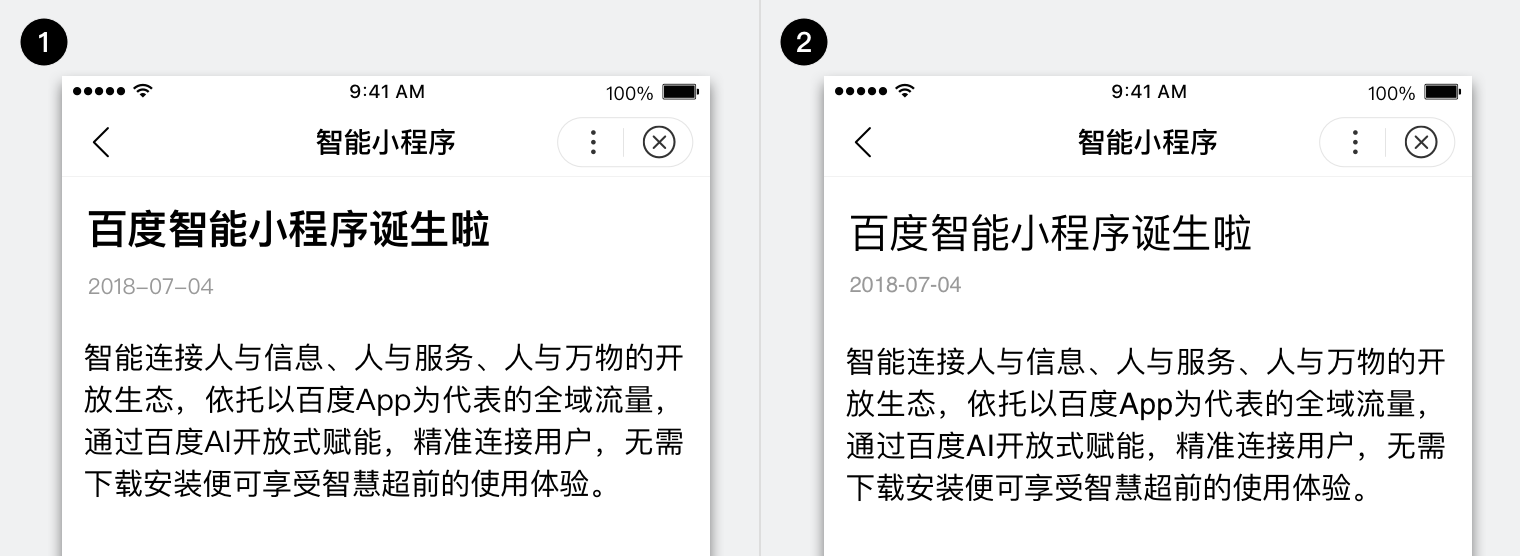 1
9:41 AM
100%
智能小程序
百度智能小程序诞生啦
2018-07-04
智能连接人与信息、人与服务、人与万物的开
放生态，依托以百度App为代表的全域流量，
通过百度AI开放式赋能，精准连接用户，无需
下载安装便可享受智慧超前的使用体验。
2
9:41 AM
100%
智能小程序
百度智能小程序诞生啦
2018-07-04
智能连接人与信息、人与服务、人与万物的开
放生态，依托以百度App为代表的全域流量，
通过百度AI开放式赋能，精准连接用户，无需
下载安装便可享受智慧超前的使用体验。